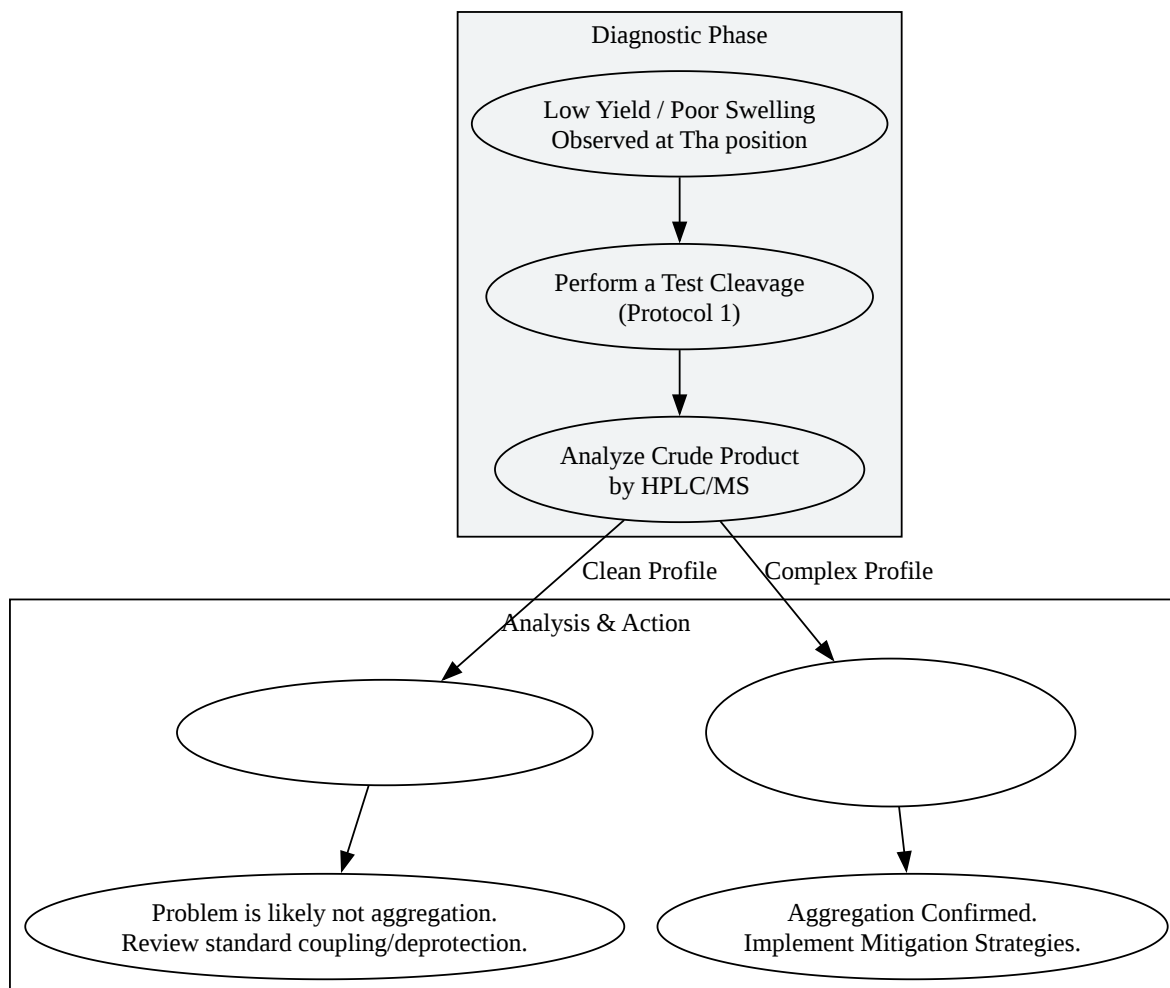 Diagnostic Phase
Low Yield / Poor Swelling
Observed at Tha position
Perform a Test Cleavage
(Protocol 1)
Analyze Crude Product
by HPLC/MS
Clean Profile
Complex Profile
Analysis & Action
Problem is likely not aggregation.
Review standard coupling/deprotection.
Aggregation Confirmed.
Implement Mitigation Strategies.